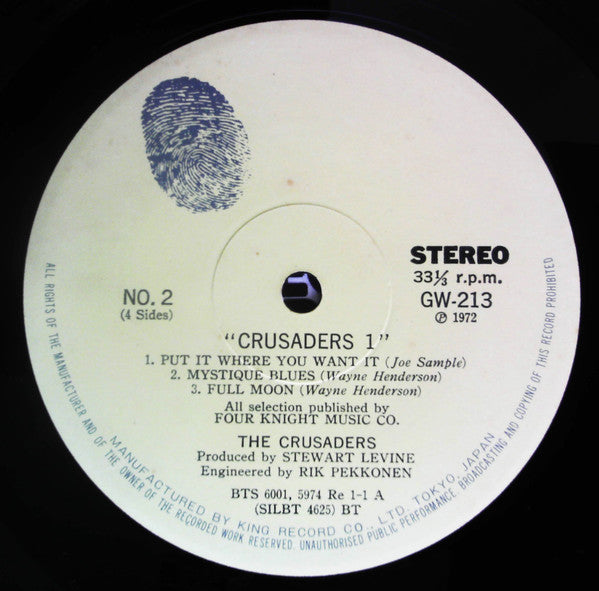 STEREO
33⅓ r.p.m.
GW-213
℗ 1972
NO. 2
(4 Sides)
"CRUSADERS 1"
1. PUT IT WHERE YOU WANT IT (Joe Sample)
2. MYSTIQUE BLUES (Wayne Henderson)
3. FULL MOON (Wayne Henderson)
All selection published by
FOUR KNIGHT MUSIC CO.
THE CRUSADERS
Produced by STEWART LEVINE
Engineered by RIK PEKKONEN
BTS 6001, 5974 Re 1-1 A
(SILBT 4625) BT
MANUFACTURED BY KING RECORD CO., LTD. TOKYO, JAPAN
ALL RIGHTS OF THE MANUFACTURER AND OF THE OWNER OF THE RECORDED WORK RESERVED. UNAUTHORISED PUBLIC PERFORMANCE, BROADCASTING AND COPYING OF THIS RECORD PROHIBITED